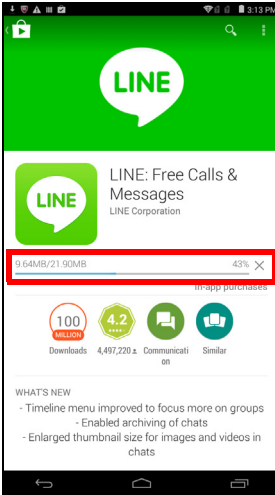 3:13 PM
LINE
LINE
LINE: Free Calls &
Messages
LINE Corporation
9.64MB/21.90MB 43%
In-app purchases
100
MILLION
4.2
Downloads 4,497,220 Communicati
on Similar
WHAT'S NEW
- Timeline menu improved to focus more on groups
- Enabled archiving of chats
- Enlarged thumbnail size for images and videos in
chats